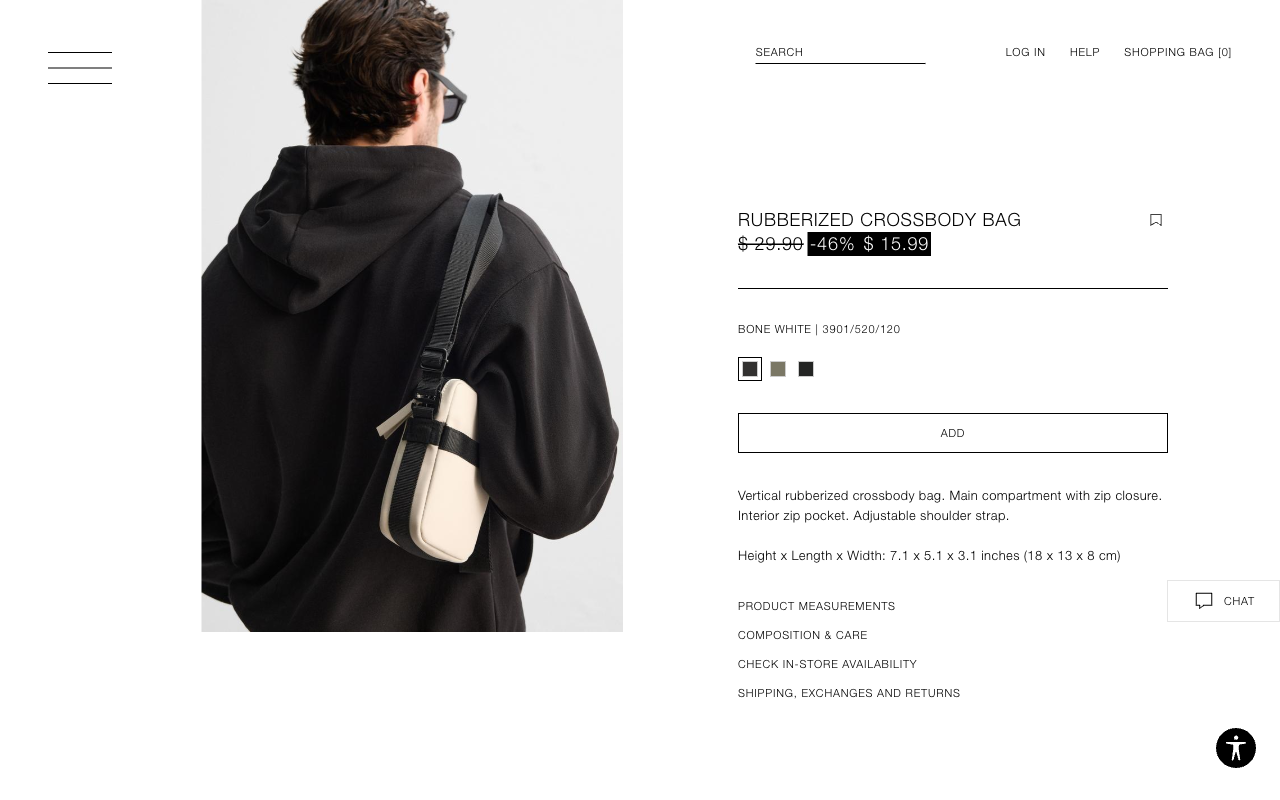 SEARCH
LOG IN
HELP
SHOPPING BAG [0]
RUBBERIZED CROSSBODY BAG
$ 29.90 -46% $ 15.99
BONE WHITE | 3901/520/120
ADD
Vertical rubberized crossbody bag. Main compartment with zip closure.
Interior zip pocket. Adjustable shoulder strap.
Height x Length x Width: 7.1 x 5.1 x 3.1 inches (18 x 13 x 8 cm)
CHAT
PRODUCT MEASUREMENTS
COMPOSITION & CARE
CHECK IN-STORE AVAILABILITY
SHIPPING, EXCHANGES AND RETURNS